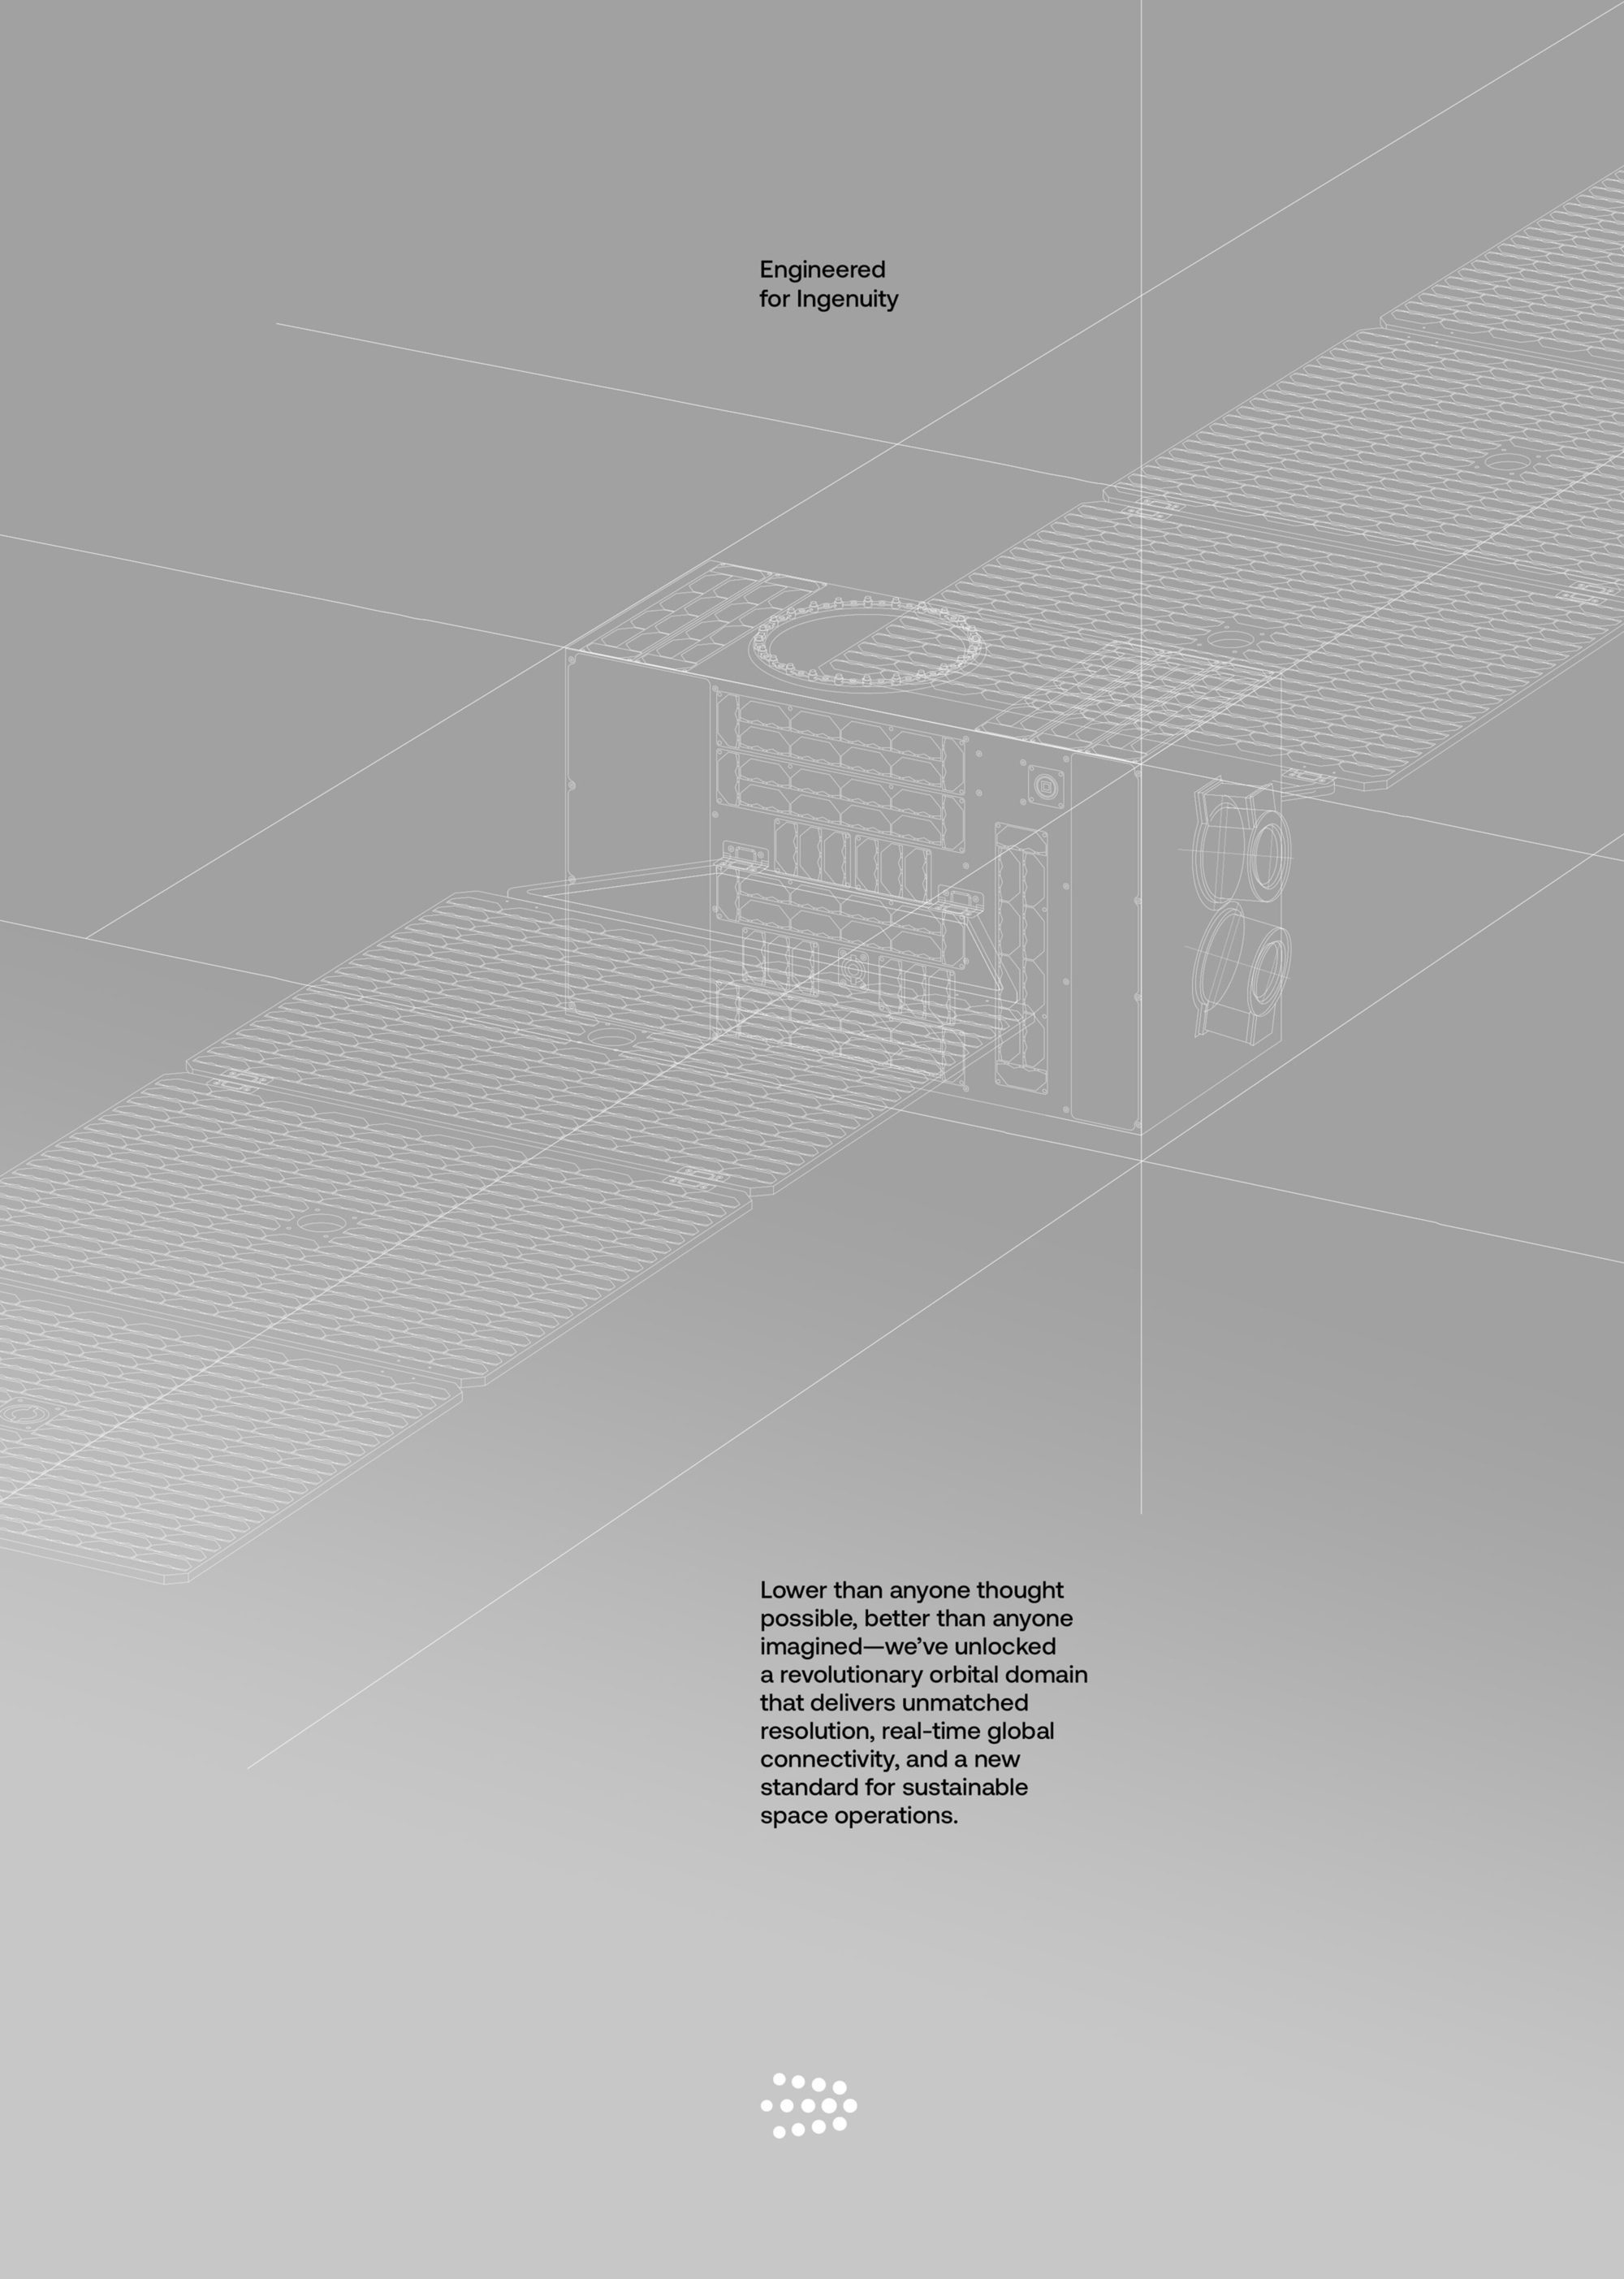 Engineered
for Ingenuity
Lower than anyone thought
possible, better than anyone
imagined—we’ve unlocked
a revolutionary orbital domain
that delivers unmatched
resolution, real-time global
connectivity, and a new
standard for sustainable
space operations.